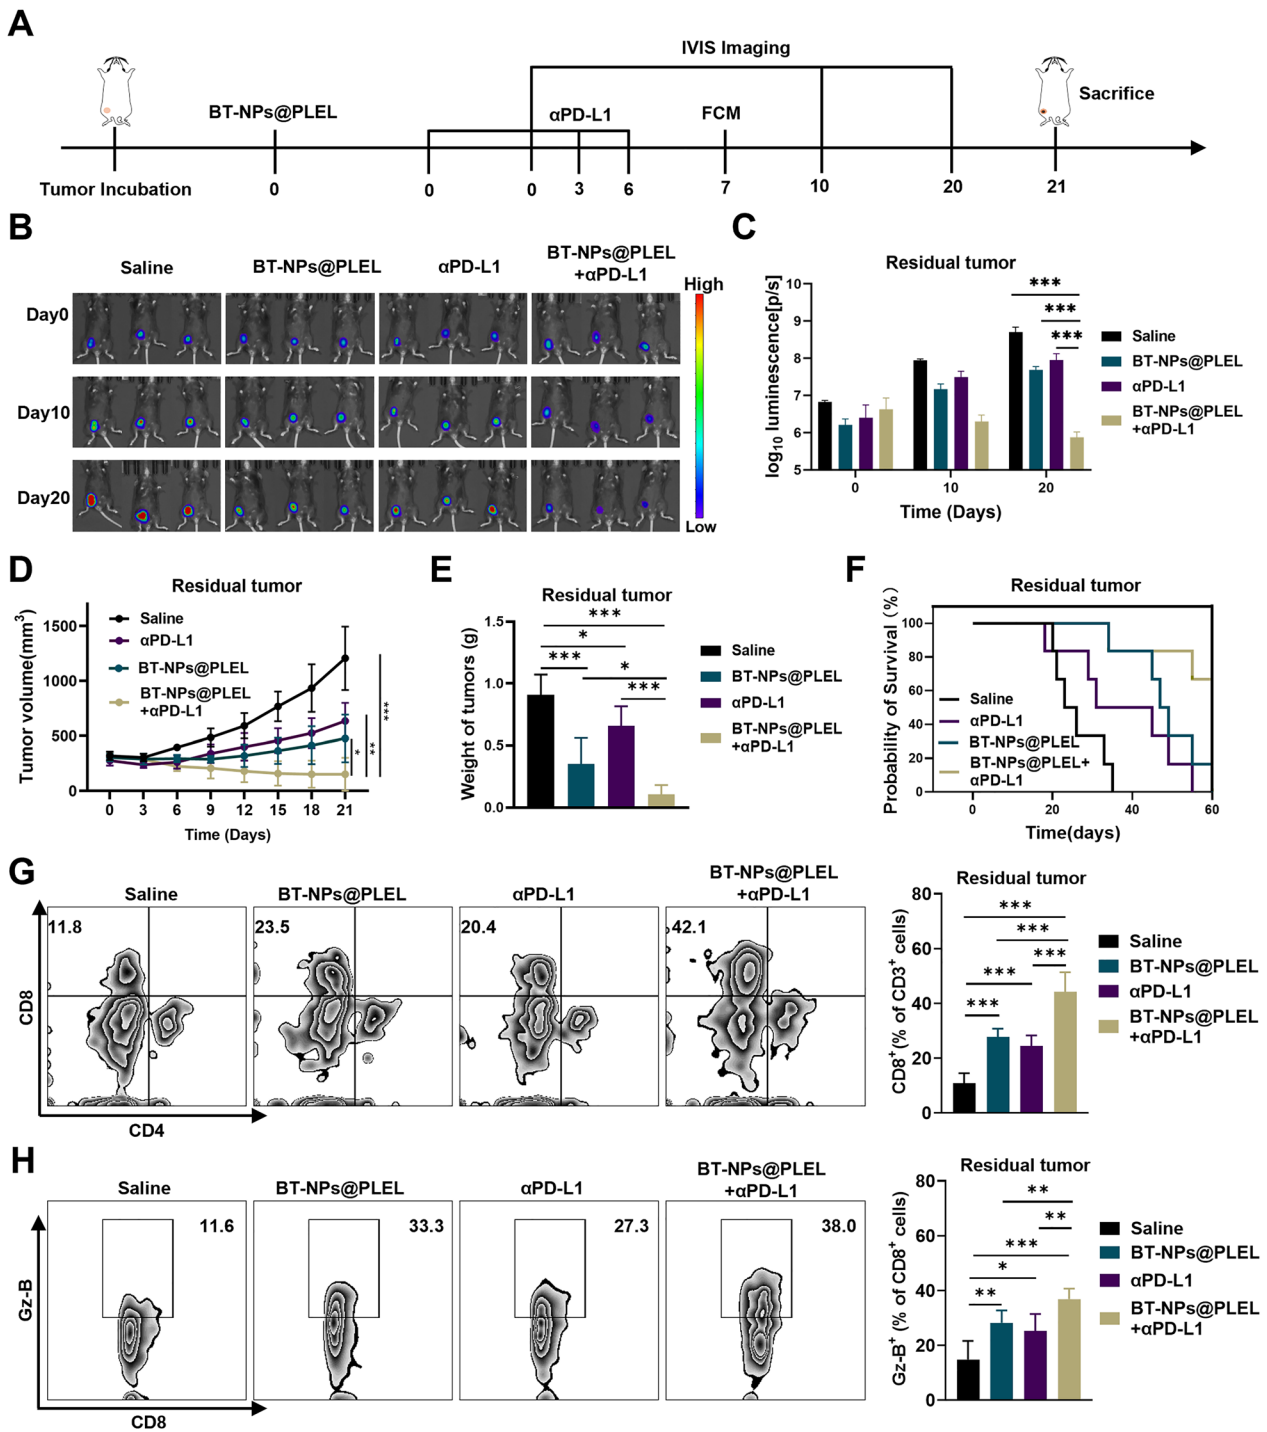 A
IVIS Imaging
Sacrifice
BT-NPs@PLEL
αPD-L1
FCM
Tumor Incubation
0
0
0
3
6
7
10
20
21
B
Saline
BT-NPs@PLEL
αPD-L1
BT-NPs@PLEL
+αPD-L1
High
Day0
Day10
Day20
Low
C
Residual tumor
log10 luminescence[p/s]
10
9
8
7
6
5
***
***
***
0
10
20
Time (Days)
Saline
BT-NPs@PLEL
αPD-L1
BT-NPs@PLEL
+αPD-L1
D
Residual tumor
Tumor volume(mm³)
1500
1000
500
0
Saline
αPD-L1
BT-NPs@PLEL
BT-NPs@PLEL
+αPD-L1
*
**
***
0 3 6 9 12 15 18 21
Time (Days)
E
Residual tumor
Weight of tumors (g)
1.5
1.0
0.5
0.0
***
*
***
*
***
Saline
BT-NPs@PLEL
αPD-L1
BT-NPs@PLEL
+αPD-L1
F
Residual tumor
Probability of Survival (%)
100
80
60
40
20
0
Saline
αPD-L1
BT-NPs@PLEL
BT-NPs@PLEL+
αPD-L1
0 20 40 60
Time(days)
G
Saline
BT-NPs@PLEL
αPD-L1
BT-NPs@PLEL
+αPD-L1
11.8
23.5
20.4
42.1
CD8
CD4
Residual tumor
CD8+(% of CD3+ cells)
80
60
40
20
0
***
***
***
***
***
Saline
BT-NPs@PLEL
αPD-L1
BT-NPs@PLEL
+αPD-L1
H
Saline
BT-NPs@PLEL
αPD-L1
BT-NPs@PLEL
+αPD-L1
11.6
33.3
27.3
38.0
Gz-B
CD8
Residual tumor
Gz-B+ (% of CD8+ cells)
80
60
40
20
0
**
**
***
*
**
Saline
BT-NPs@PLEL
αPD-L1
BT-NPs@PLEL
+αPD-L1